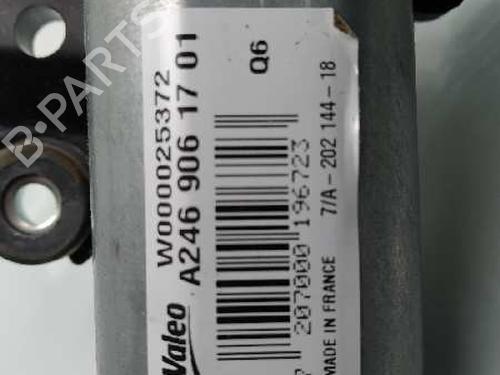 Valeo
W000025372
A246 906 17 01
Q6
207000 196723
MADE IN FRANCE 7/A-202 144-18
B-PARTS